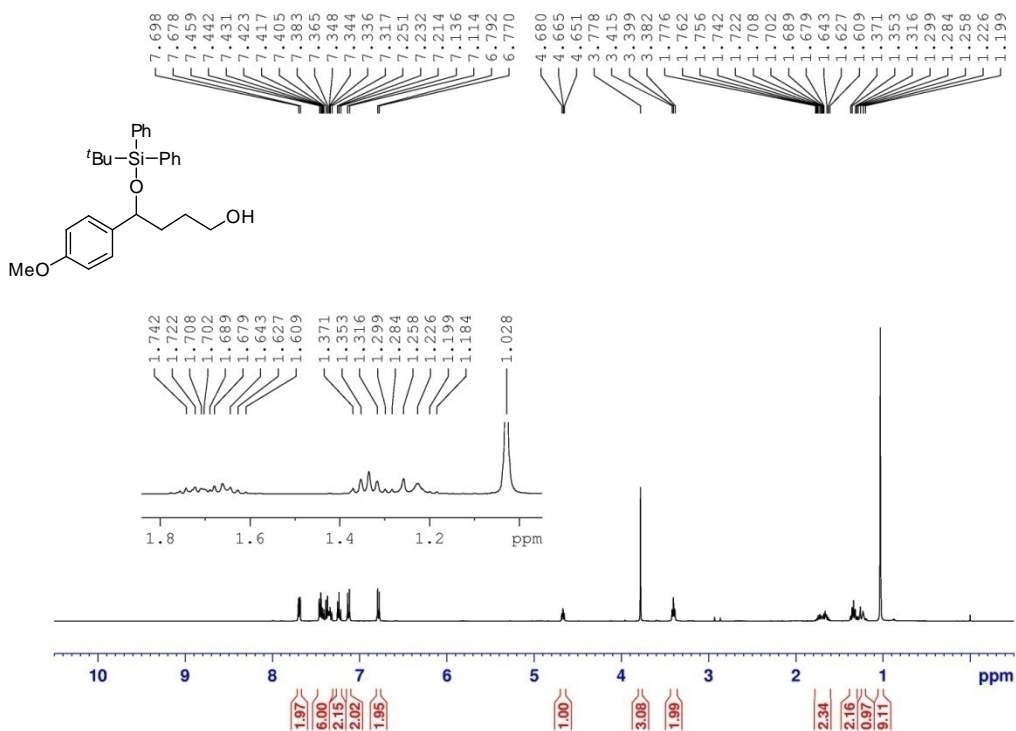 7.698 7.678 7.459 7.442 7.431 7.423 7.417 7.405 7.383 7.365 7.348 7.344 7.336 7.317 7.251 7.232 7.214 7.136 7.114 6.792 6.770 4.680 4.665 4.651 3.778 3.415 3.399 3.382 1.776 1.762 1.756 1.742 1.722 1.708 1.702 1.689 1.679 1.643 1.627 1.609 1.371 1.353 1.316 1.299 1.284 1.258 1.226 1.199
Ph
tBu Si Ph
O
OH
MeO
1.742 1.722 1.708 1.702 1.689 1.679 1.643 1.627 1.609 1.371 1.353 1.316 1.299 1.284 1.258 1.226 1.199 1.184 1.028
1.8 1.6 1.4 1.2 ppm
10 9 8 7 6 5 4 3 2 1 ppm
1.97 6.00 2.15 2.02 1.95 1.00 3.08 1.99 2.34 2.16 0.97 9.11